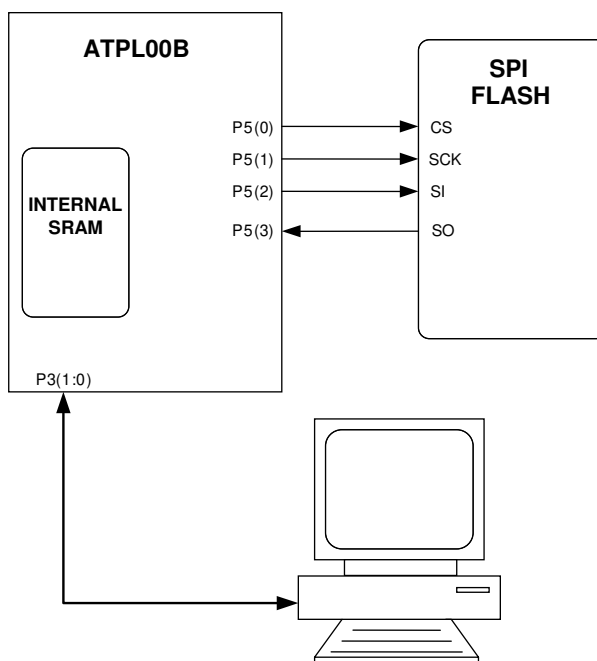 ATPL00B
SPI
FLASH
P5(0)
CS
P5(1)
SCK
P5(2)
SI
P5(3)
SO
INTERNAL
SRAM
P3(1:0)